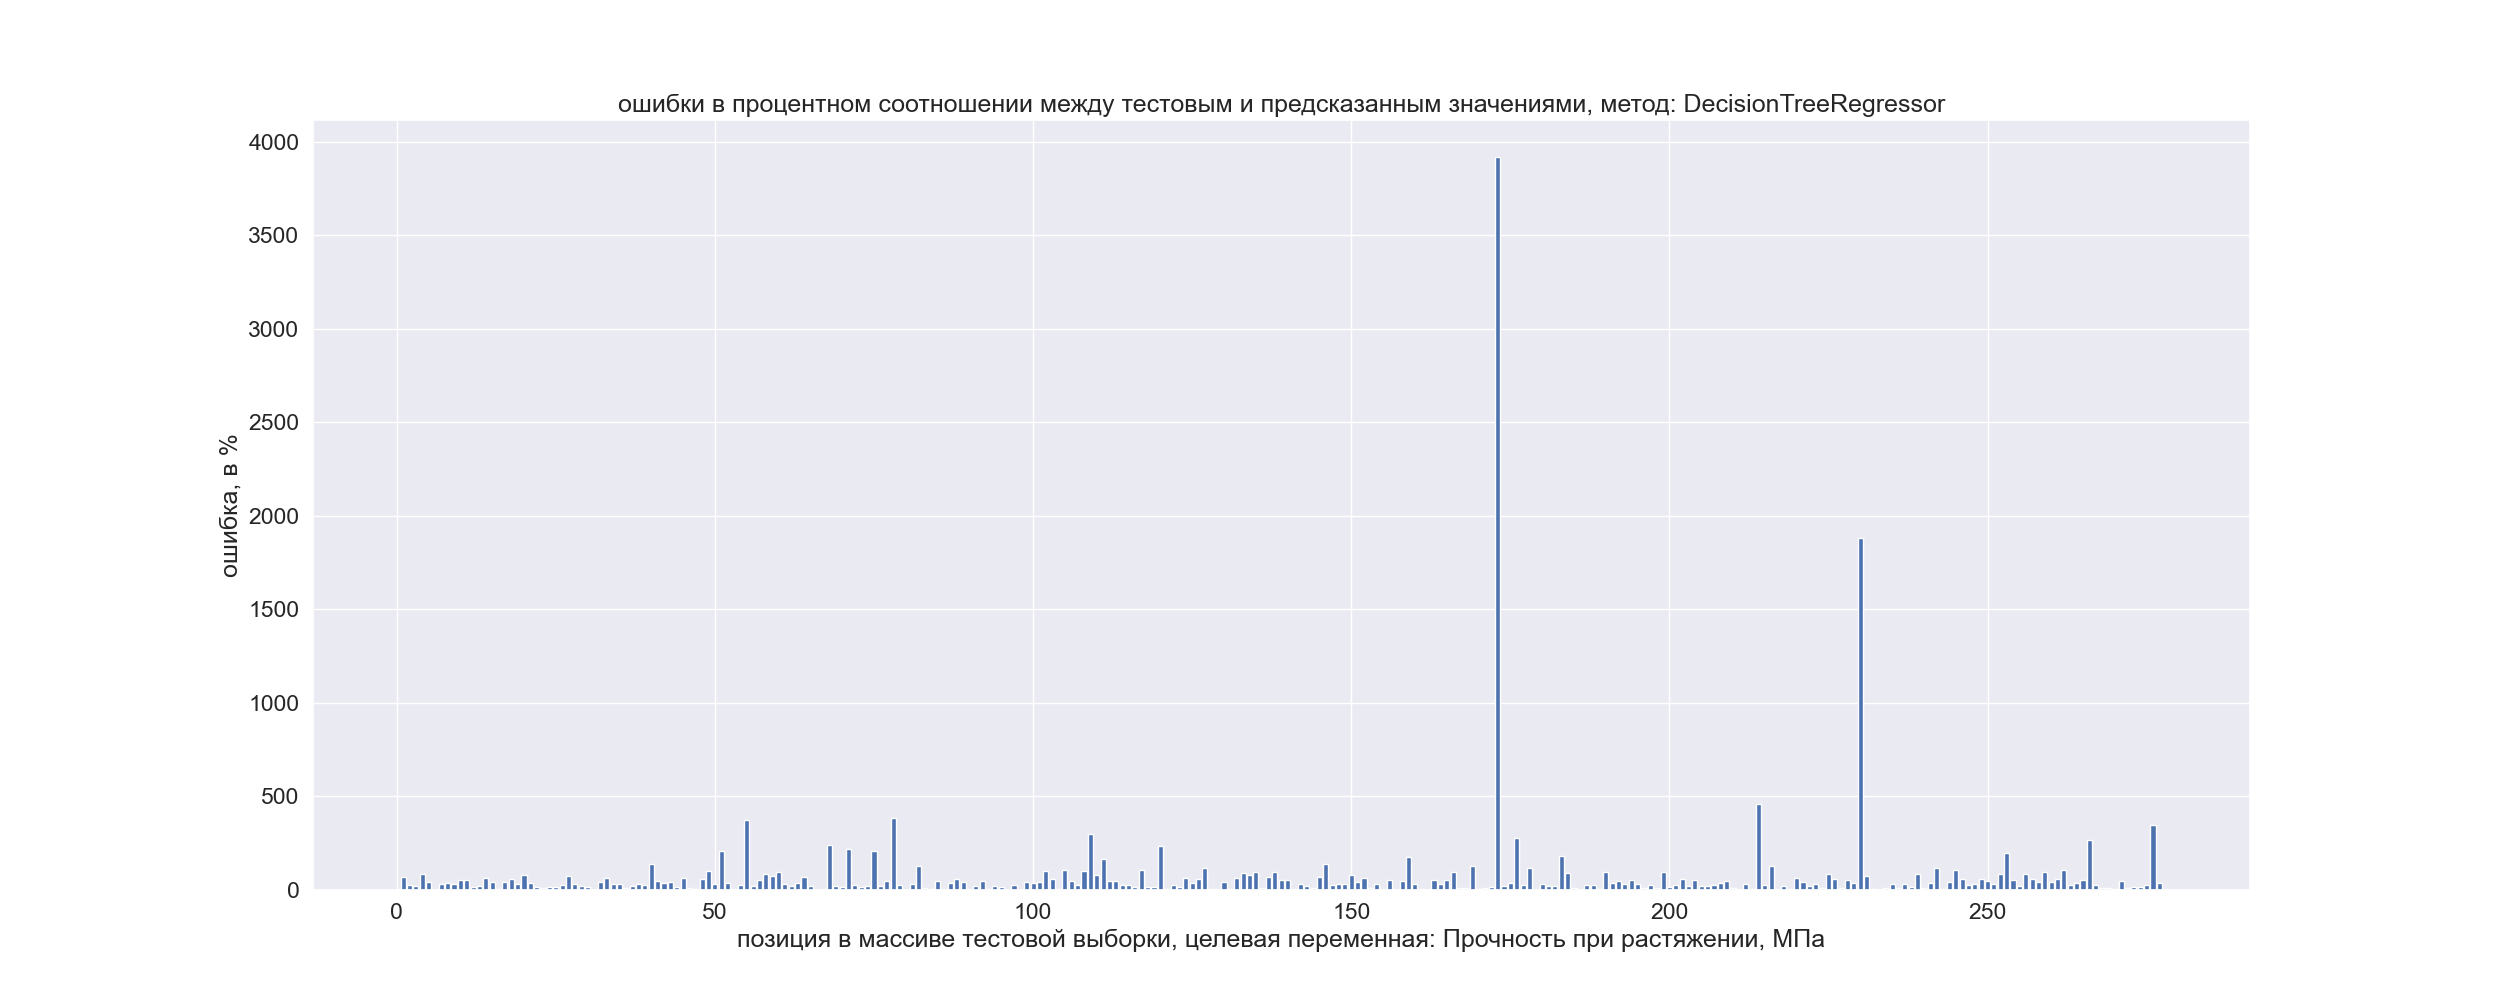 ошибки в процентном соотношении между тестовым и предсказанным значениями, метод: DecisionTreeRegressor
ошибка, в %
4000
3500
3000
2500
2000
1500
1000
500
0
0 50 100 150 200 250
позиция в массиве тестовой выборки, целевая переменная: Прочность при растяжении, МПа